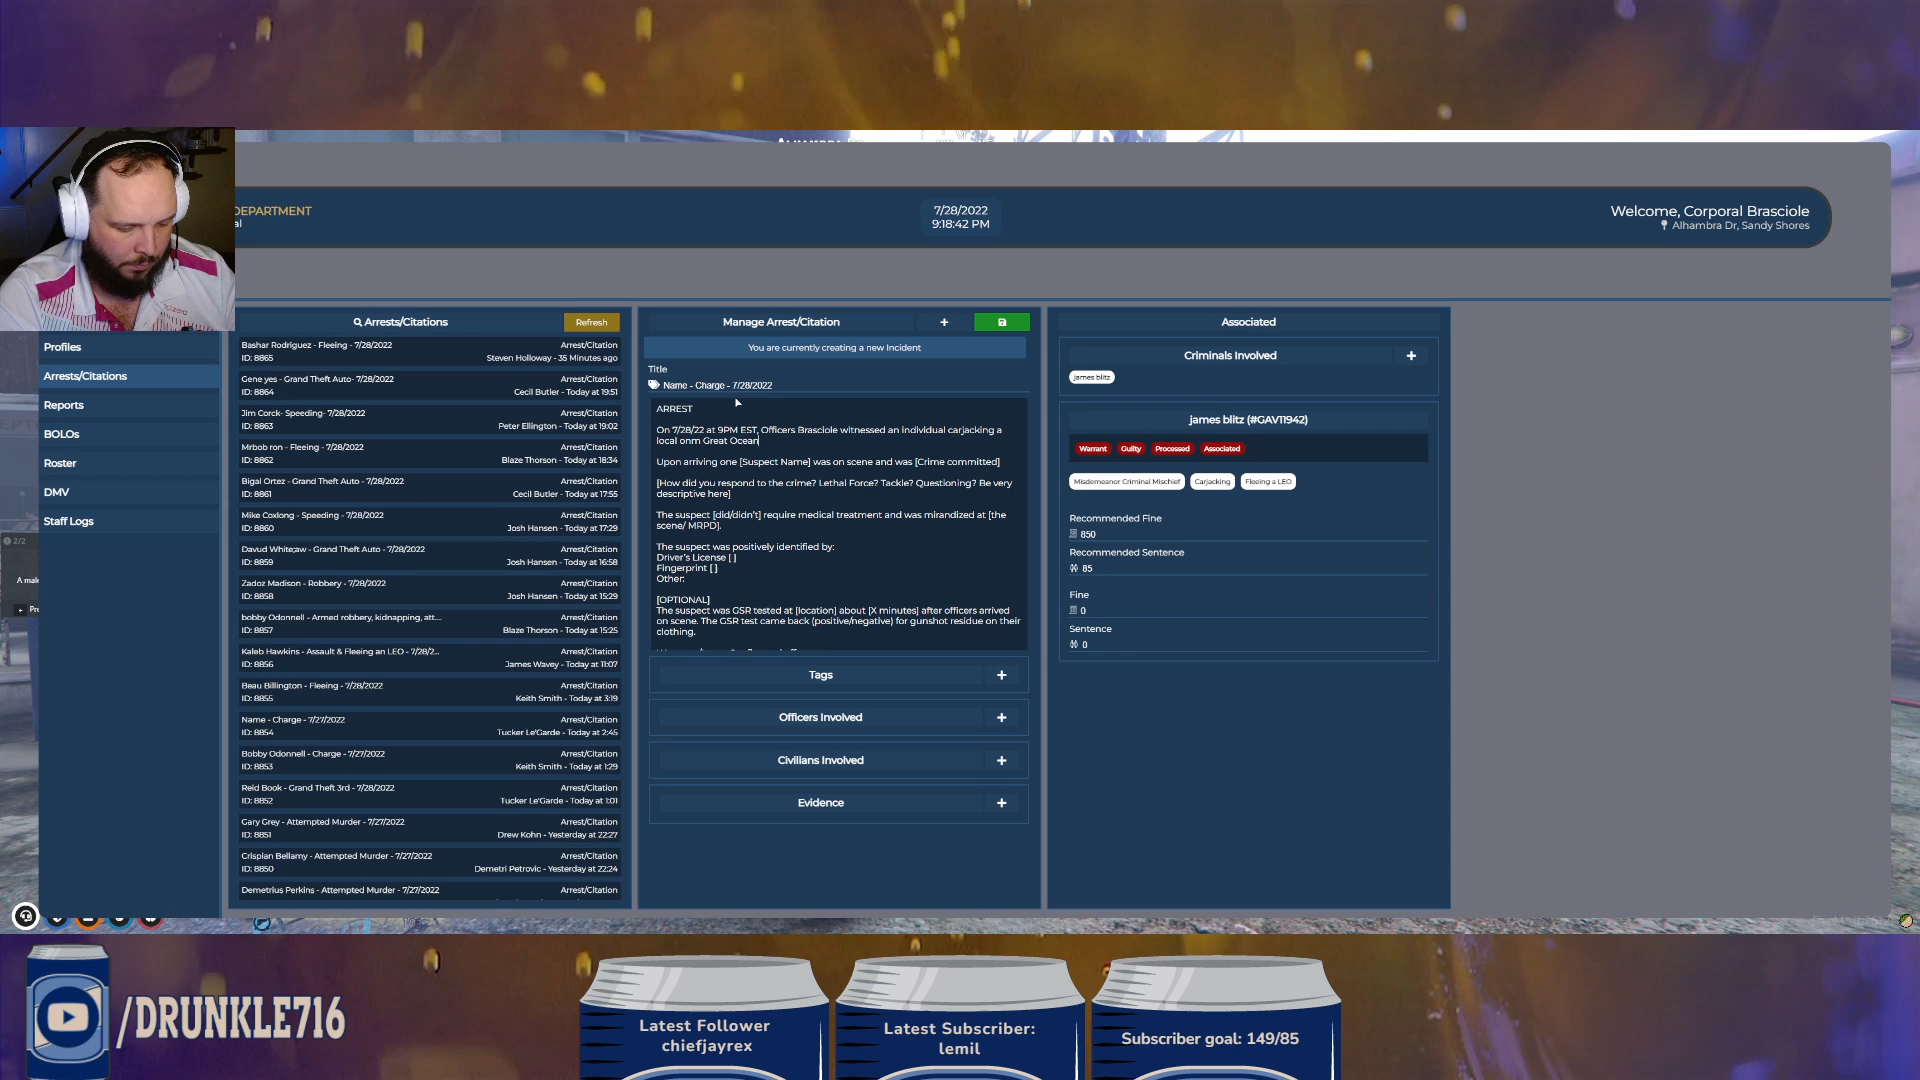 DEPARTMENT
al
7/28/2022
9:18:42 PM
Welcome, Corporal Brasciole
Alhambra Dr, Sandy Shores
Profiles
Arrests/Citations
Reports
BOLOs
Roster
DMV
Staff Logs
2/2
A male
Pre
Arrests/Citations
Refresh
Bashar Rodriguez - Fleeing - 7/28/2022 Arrest/Citation
ID: 8865 Steven Holloway - 35 Minutes ago
Gene yes - Grand Theft Auto- 7/28/2022 Arrest/Citation
ID: 8864 Cecil Butler - Today at 19:51
Jim Corck- Speeding- 7/28/2022 Arrest/Citation
ID: 8863 Peter Ellington - Today at 19:02
Mrbob ron - Fleeing - 7/28/2022 Arrest/Citation
ID: 8862 Blaze Thorson - Today at 18:34
Bigal Ortez - Grand Theft Auto - 7/28/2022 Arrest/Citation
ID: 8861 Cecil Butler - Today at 17:55
Mike Coxlong - Speeding - 7/28/2022 Arrest/Citation
ID: 8860 Josh Hansen - Today at 17:29
Davud White;aw - Grand Theft Auto - 7/28/2022 Arrest/Citation
ID: 8859 Josh Hansen - Today at 16:58
Zadoz Madison - Robbery - 7/28/2022 Arrest/Citation
ID: 8858 Josh Hansen - Today at 15:29
bobby Odonnell - Armed robbery, kidnapping, att... Arrest/Citation
ID: 8857 Blaze Thorson - Today at 15:25
Kaleb Hawkins - Assault & Fleeing an LEO - 7/28/2... Arrest/Citation
ID: 8856 James Wavey - Today at 11:07
Beau Billington - Fleeing - 7/28/2022 Arrest/Citation
ID: 8855 Keith Smith - Today at 3:19
Name - Charge - 7/27/2022 Arrest/Citation
ID: 8854 Tucker Le'Garde - Today at 2:45
Bobby Odonnell - Charge - 7/27/2022 Arrest/Citation
ID: 8853 Keith Smith - Today at 1:29
Reid Book - Grand Theft 3rd - 7/28/2022 Arrest/Citation
ID: 8852 Tucker Le'Garde - Today at 1:01
Gary Grey - Attempted Murder - 7/27/2022 Arrest/Citation
ID: 8851 Drew Kohn - Yesterday at 22:27
Crispian Bellamy - Attempted Murder - 7/27/2022 Arrest/Citation
ID: 8850 Demetri Petrovic - Yesterday at 22:24
Demetrius Perkins - Attempted Murder - 7/27/2022 Arrest/Citation
Manage Arrest/Citation
You are currently creating a new Incident
Title
Name - Charge - 7/28/2022
ARREST
On 7/28/22 at 9PM EST, Officers Brasciole witnessed an individual carjacking a
local onm Great Ocean
Upon arriving one [Suspect Name] was on scene and was [Crime committed]
[How did you respond to the crime? Lethal Force? Tackle? Questioning? Be very
descriptive here]
The suspect [did/didn't] require medical treatment and was mirandized at [the
scene/ MRPD].
The suspect was positively identified by:
Driver's License [ ]
Fingerprint [ ]
Other:
[OPTIONAL]
The suspect was GSR tested at [location] about [X minutes] after officers arrived
on scene. The GSR test came back (positive/negative) for gunshot residue on their
clothing.
Tags
Officers Involved
Civilians Involved
Evidence
Associated
Criminals Involved
james blitz
james blitz (#GAV11942)
Warrant Guilty Processed Associated
Misdemeanor Criminal Mischief Carjacking Fleeing a LEO
Recommended Fine
850
Recommended Sentence
85
Fine
0
Sentence
0
/DRUNKLE716
Latest Follower
chiefjayrex
Latest Subscriber:
lemil
Subscriber goal: 149/85